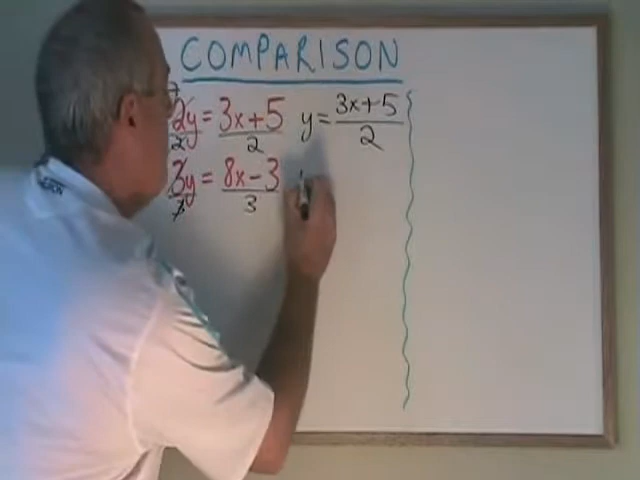 COMPARISON
2y = 3x + 5
2 2
y = 3x + 5
2
3y = 8x - 3
3 3